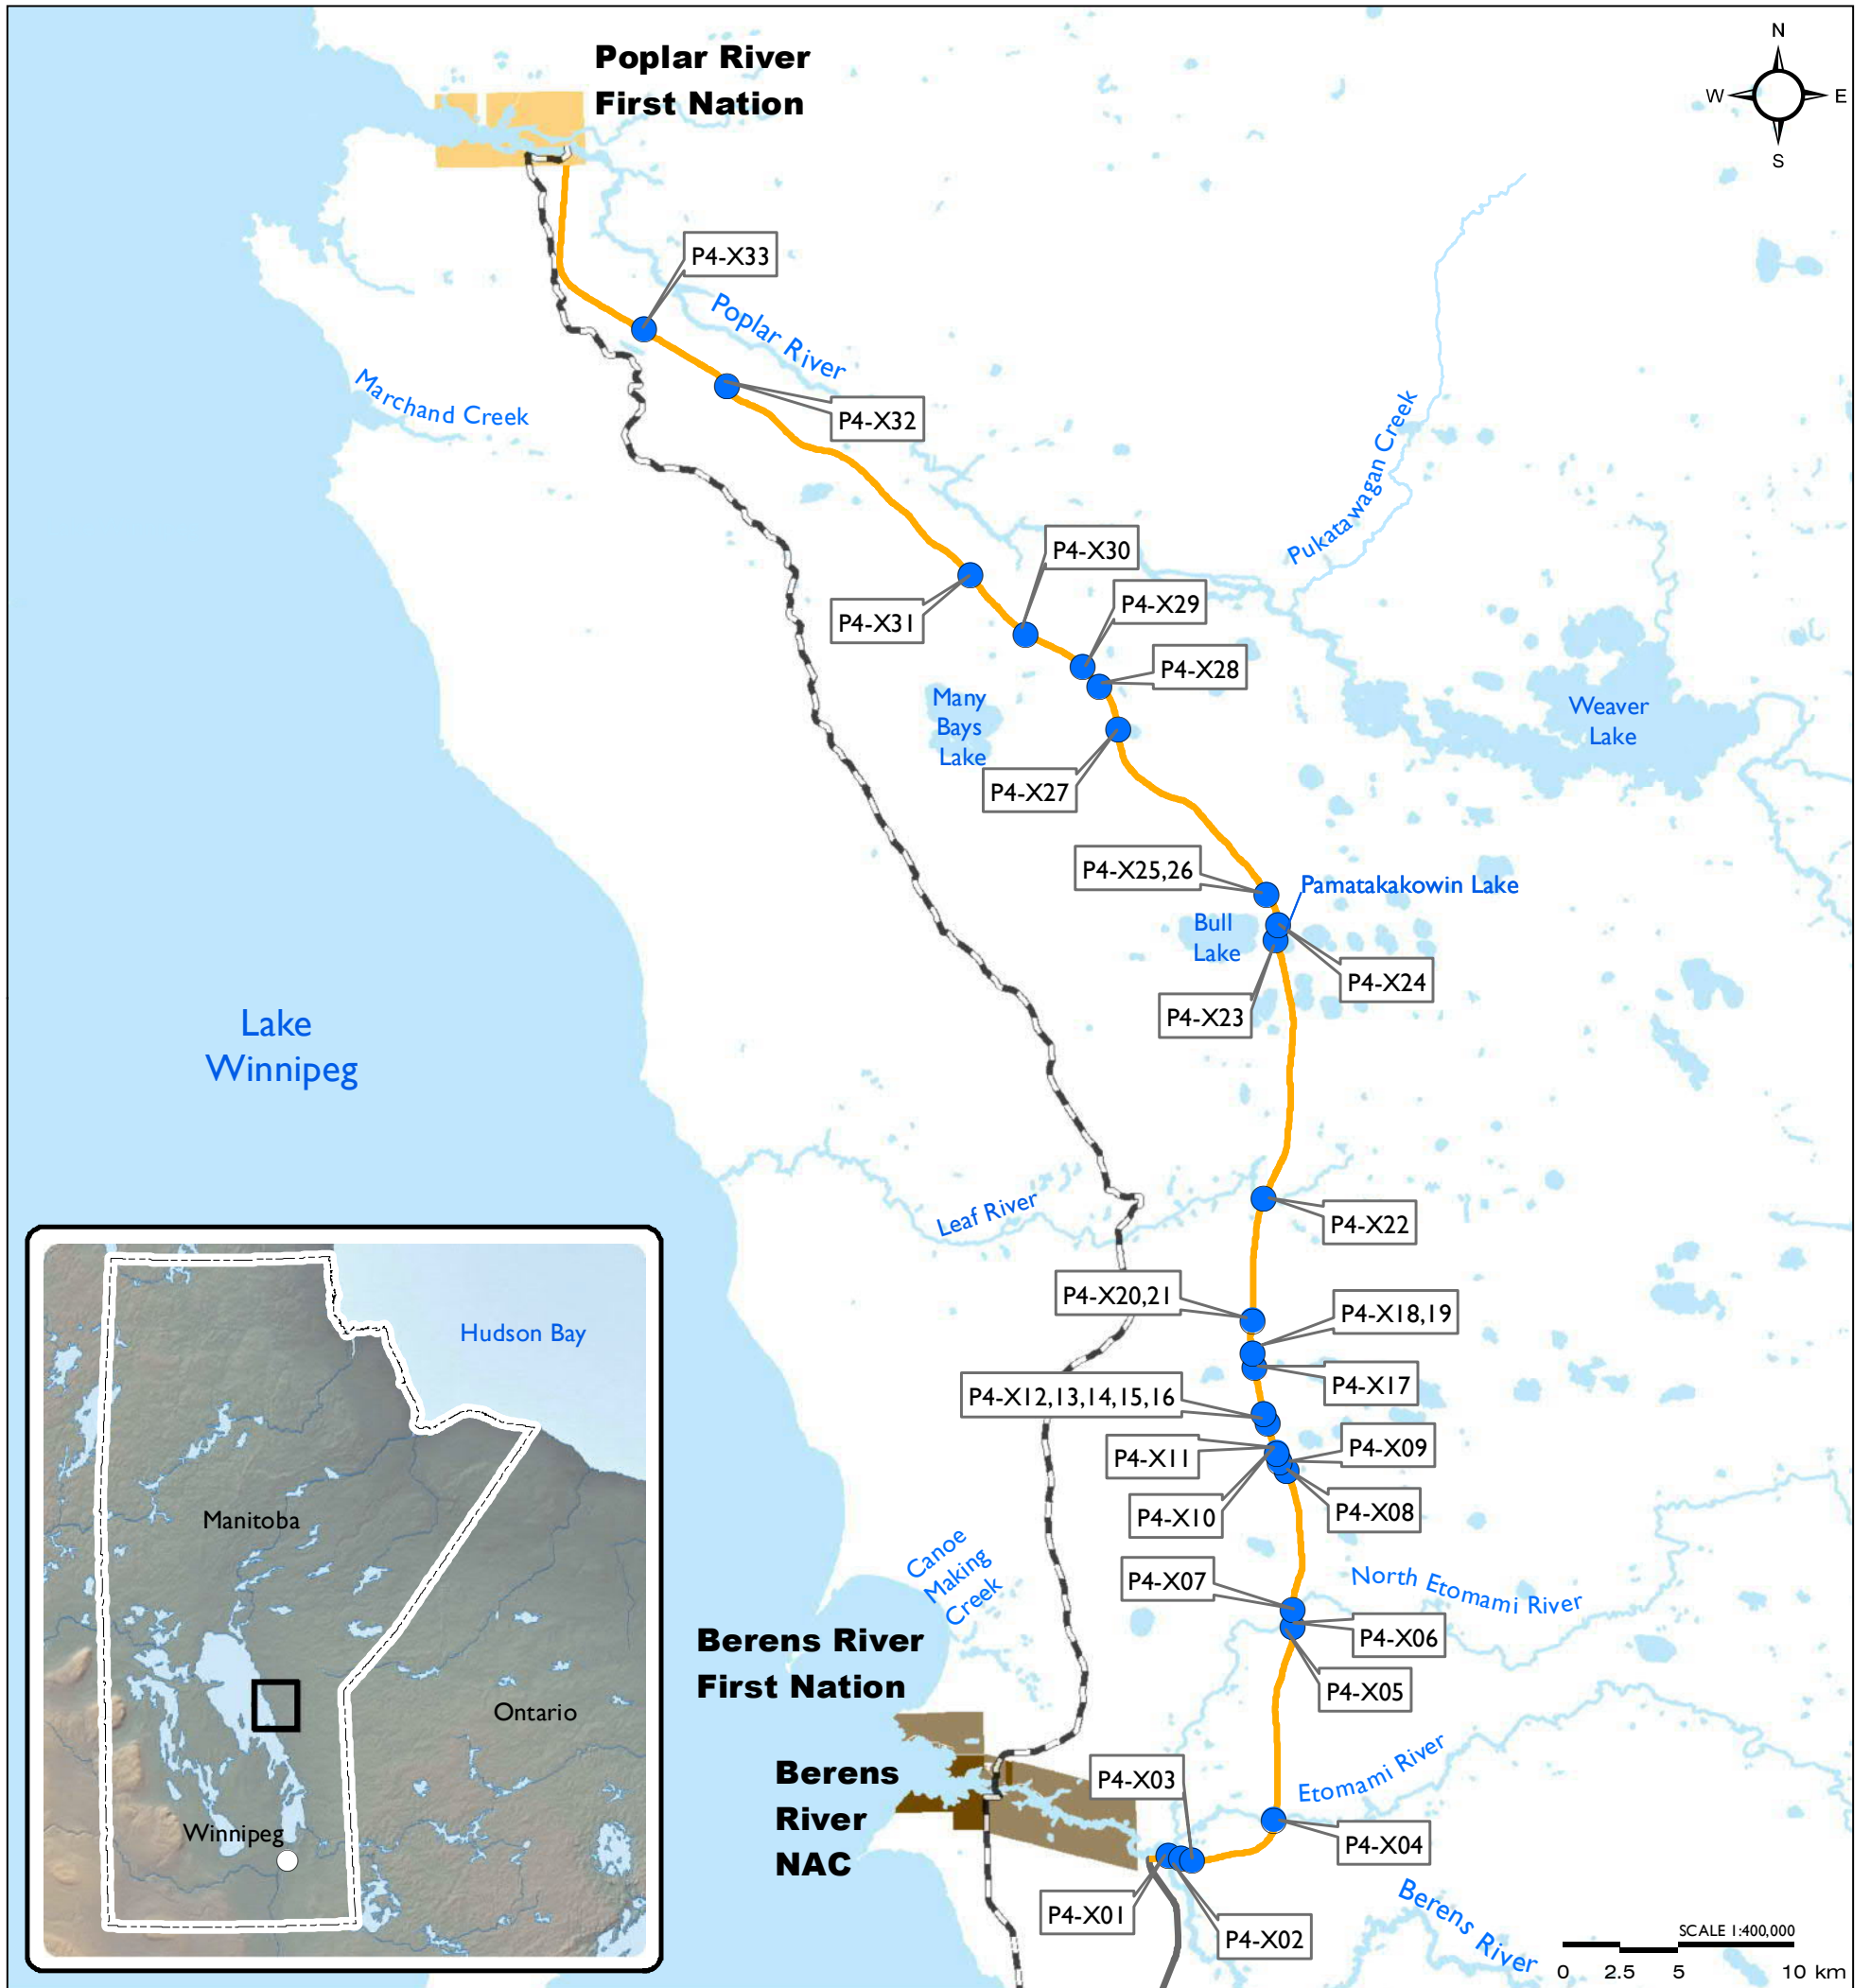 Poplar River
First Nation
N
W
E
S
P4-X33
Poplar River
Marchand Creek
P4-X32
Pukatawagan Creek
P4-X30
P4-X29
P4-X31
P4-X28
Many
Bays
Lake
Weaver
Lake
P4-X27
P4-X25,26
Pamatakakowin Lake
Bull
Lake
P4-X24
P4-X23
Lake
Winnipeg
Leaf River
P4-X22
P4-X20,21
P4-X18,19
P4-X17
P4-X12,13,14,15,16
P4-X11
P4-X09
P4-X10
P4-X08
Canoe
Making
Creek
P4-X07
North Etomami River
P4-X06
P4-X05
Berens River
First Nation
Berens
River
NAC
P4-X03
Etomami River
P4-X04
P4-X01
P4-X02
Berens River
SCALE 1:400,000
0 2.5 5 10 km
Hudson Bay
Manitoba
Ontario
Winnipeg